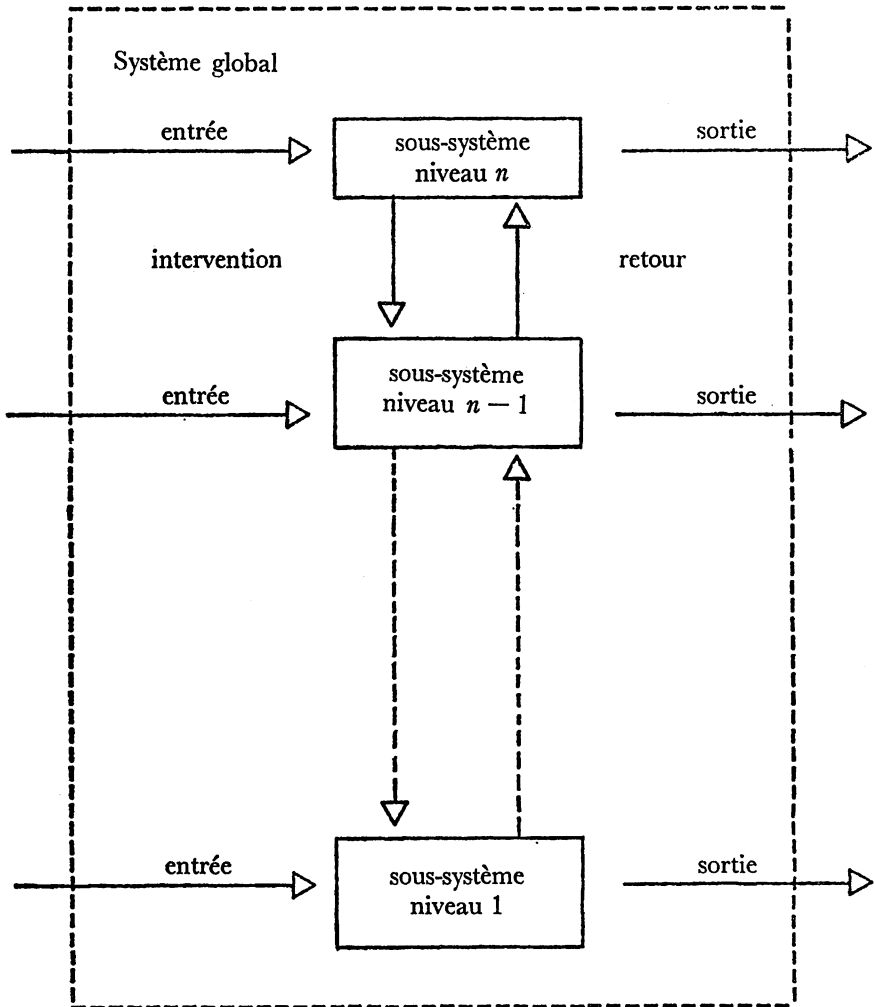 Système global
entrée
sous-système
niveau n
sortie
intervention
retour
entrée
sous-système
niveau n – 1
sortie
entrée
sous-système
niveau 1
sortie